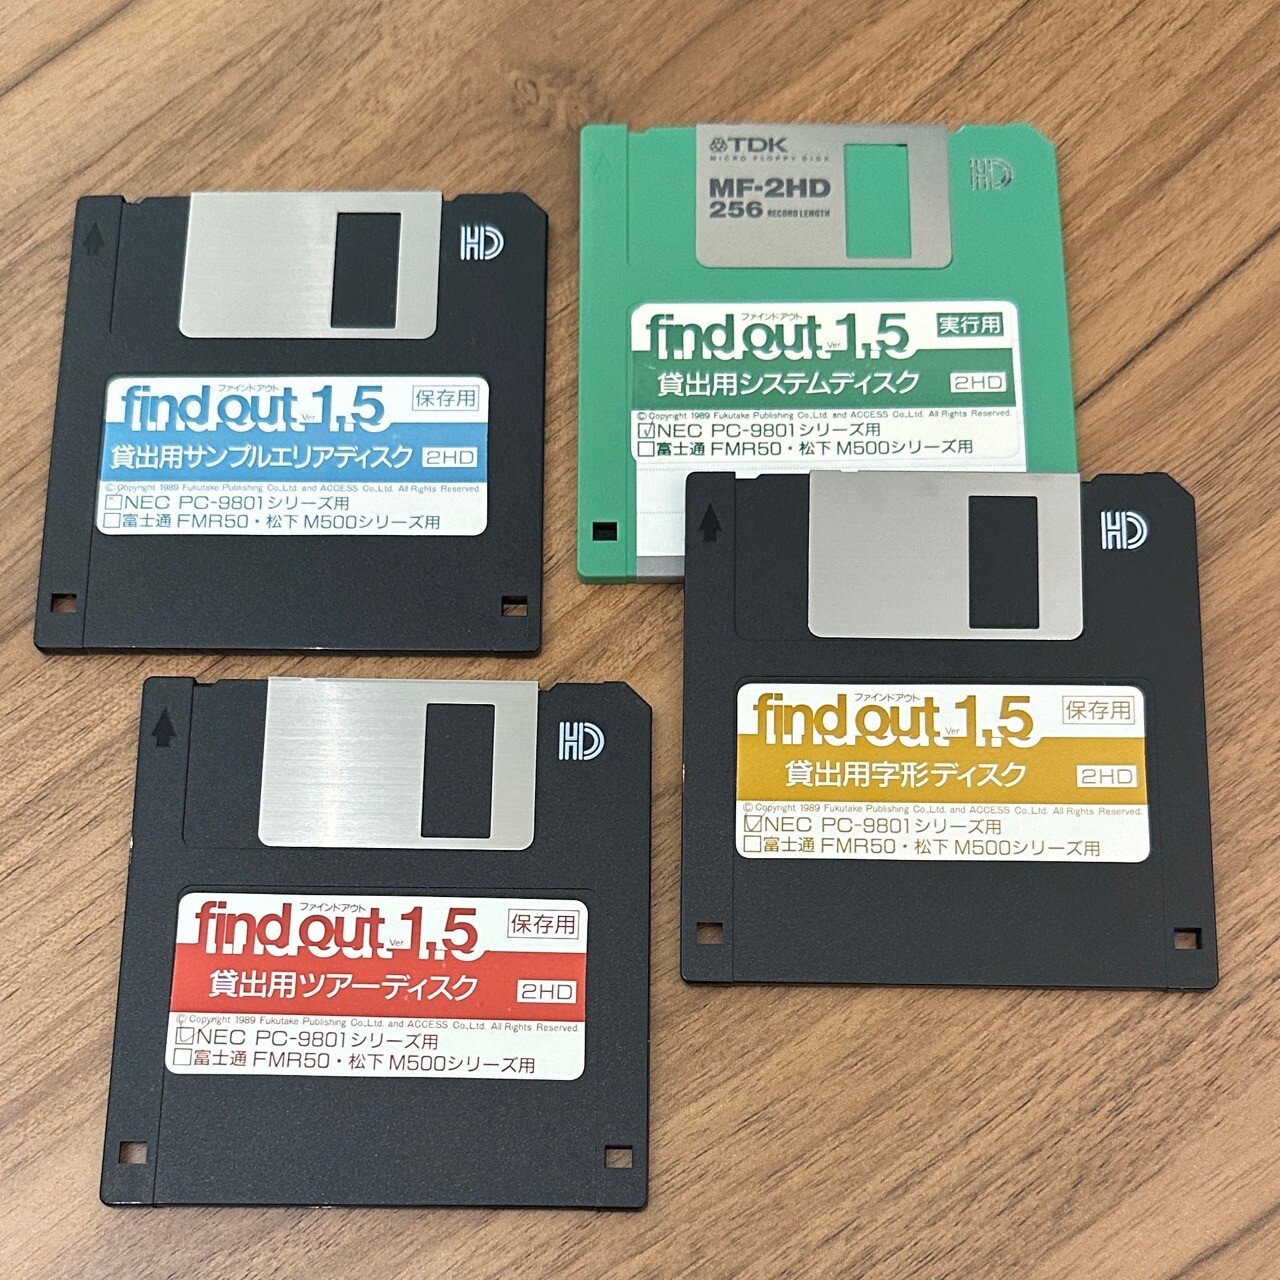 HD
find out Ver 1.5
ファインドアウト
保存用
貸出用サンプルエリアディスク 2HD
© Copyright 1989 Fukutake Publishing Co., Ltd. and ACCESS Co., Ltd. All Rights Reserved.
NEC PC-9801シリーズ用
富士通 FMR50・松下 M500シリーズ用
TDK
MICRO FLOPPY DISK
MF-2HD
256 RECORD LENGTH
HD
find out Ver 1.5
ファインドアウト
実行用
貸出用システムディスク 2HD
© Copyright 1989 Fukutake Publishing Co., Ltd. and ACCESS Co., Ltd. All Rights Reserved.
NEC PC-9801シリーズ用
富士通 FMR50・松下 M500シリーズ用
HD
find out Ver 1.5
ファインドアウト
保存用
貸出用字形ディスク 2HD
© Copyright 1989 Fukutake Publishing Co., Ltd. and ACCESS Co., Ltd. All Rights Reserved.
NEC PC-9801シリーズ用
富士通 FMR50・松下 M500シリーズ用
HD
find out Ver 1.5
ファインドアウト
保存用
貸出用ツアーディスク 2HD
© Copyright 1989 Fukutake Publishing Co., Ltd. and ACCESS Co., Ltd. All Rights Reserved.
NEC PC-9801シリーズ用
富士通 FMR50・松下 M500シリーズ用